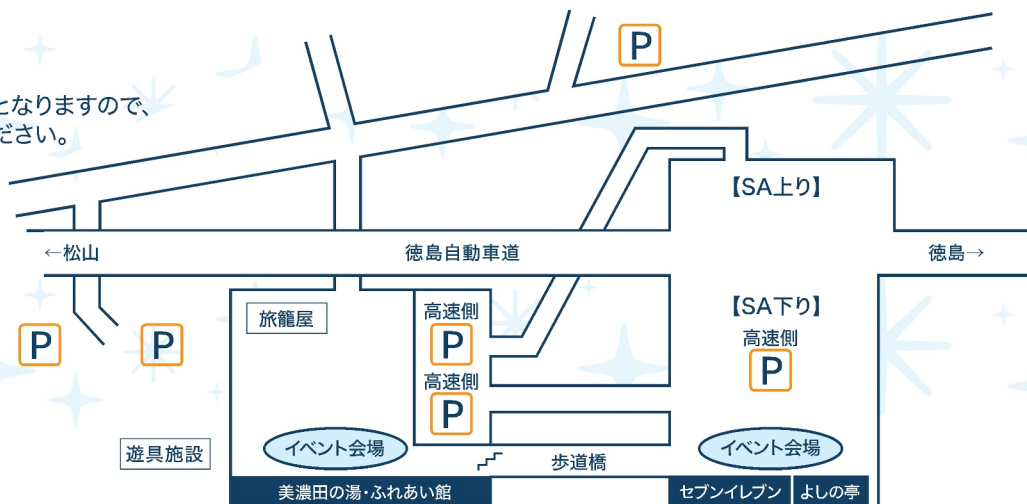 P
となりますので、
ださい。
【SA上り】
←松山
徳島自動車道
徳島→
旅籠屋
高速側
P
【SA下り】
高速側
P
P
P
高速側
P
遊具施設
イベント会場
イベント会場
歩道橋
美濃田の湯・ふれあい館
セブンイレブン
よしの亭